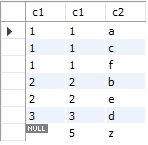 c1 c1 c2
1 1 a
1 1 c
1 1 f
2 2 b
2 2 e
3 3 d
NULL 5 z